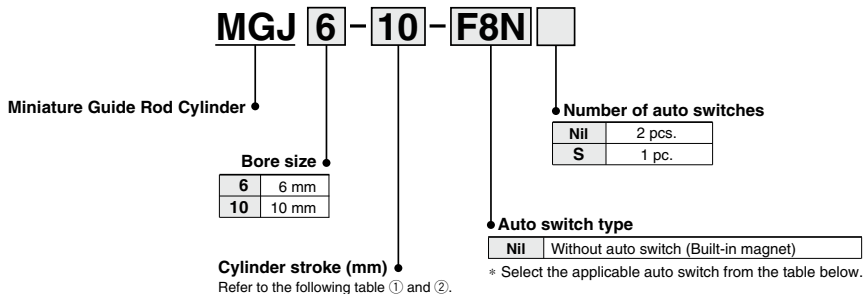 MGJ 6 - 10 - F8N
Miniature Guide Rod Cylinder
Number of auto switches
Nil 2 pcs.
S 1 pc.
Bore size
6 6 mm
10 10 mm
Auto switch type
Nil Without auto switch (Built-in magnet)
* Select the applicable auto switch from the table below.
Cylinder stroke (mm)
Refer to the following table ① and ②.